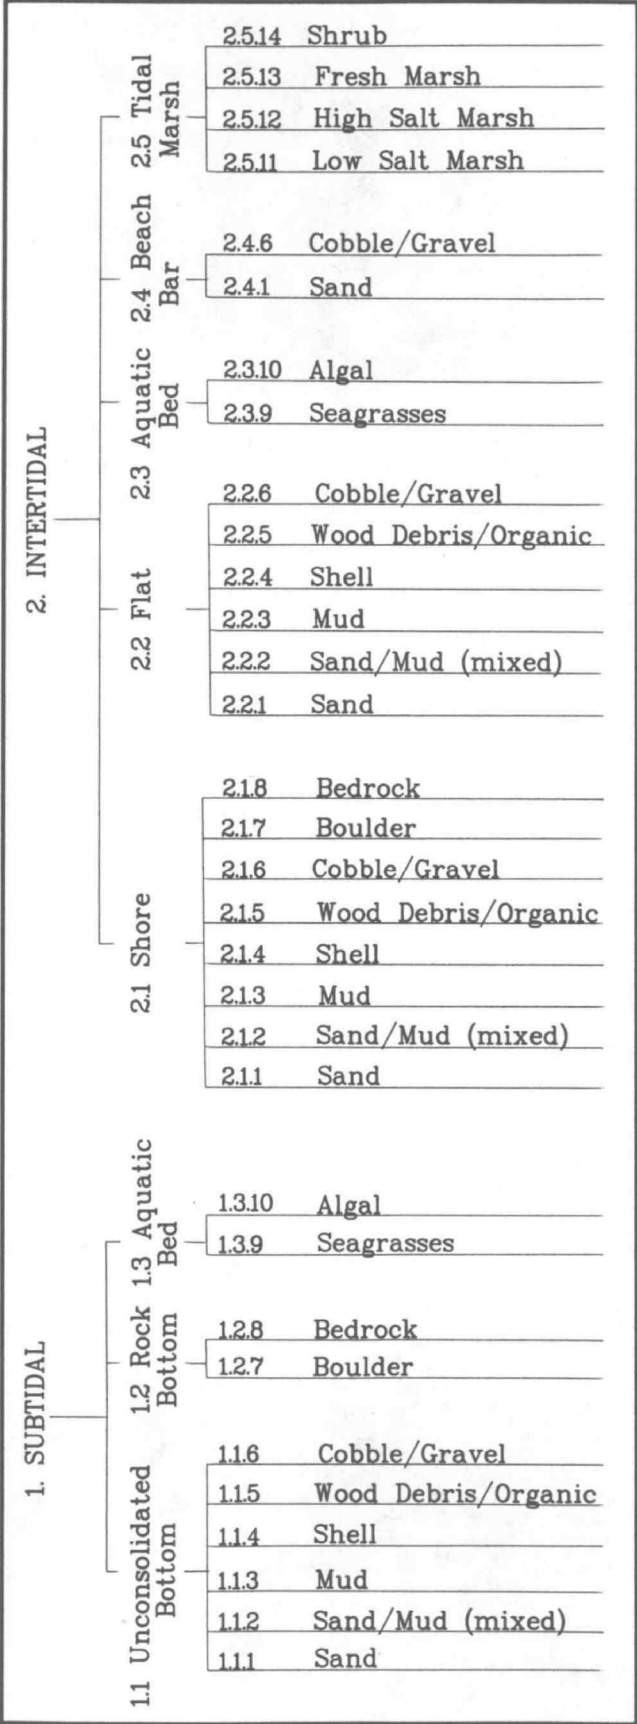 2. INTERTIDAL
2.5 Tidal
Marsh
2.5.14 Shrub
2.5.13 Fresh Marsh
2.5.12 High Salt Marsh
2.5.11 Low Salt Marsh
2.4 Beach
Bar
2.4.6 Cobble/Gravel
2.4.1 Sand
2.3 Aquatic
Bed
2.3.10 Algal
2.3.9 Seagrasses
2.2 Flat
2.2.6 Cobble/Gravel
2.2.5 Wood Debris/Organic
2.2.4 Shell
2.2.3 Mud
2.2.2 Sand/Mud (mixed)
2.2.1 Sand
2.1 Shore
2.1.8 Bedrock
2.1.7 Boulder
2.1.6 Cobble/Gravel
2.1.5 Wood Debris/Organic
2.1.4 Shell
2.1.3 Mud
2.1.2 Sand/Mud (mixed)
2.1.1 Sand
1. SUBTIDAL
1.3 Aquatic
Bed
1.3.10 Algal
1.3.9 Seagrasses
1.2 Rock
Bottom
1.2.8 Bedrock
1.2.7 Boulder
1.1 Unconsolidated
Bottom
1.1.6 Cobble/Gravel
1.1.5 Wood Debris/Organic
1.1.4 Shell
1.1.3 Mud
1.1.2 Sand/Mud (mixed)
1.1.1 Sand